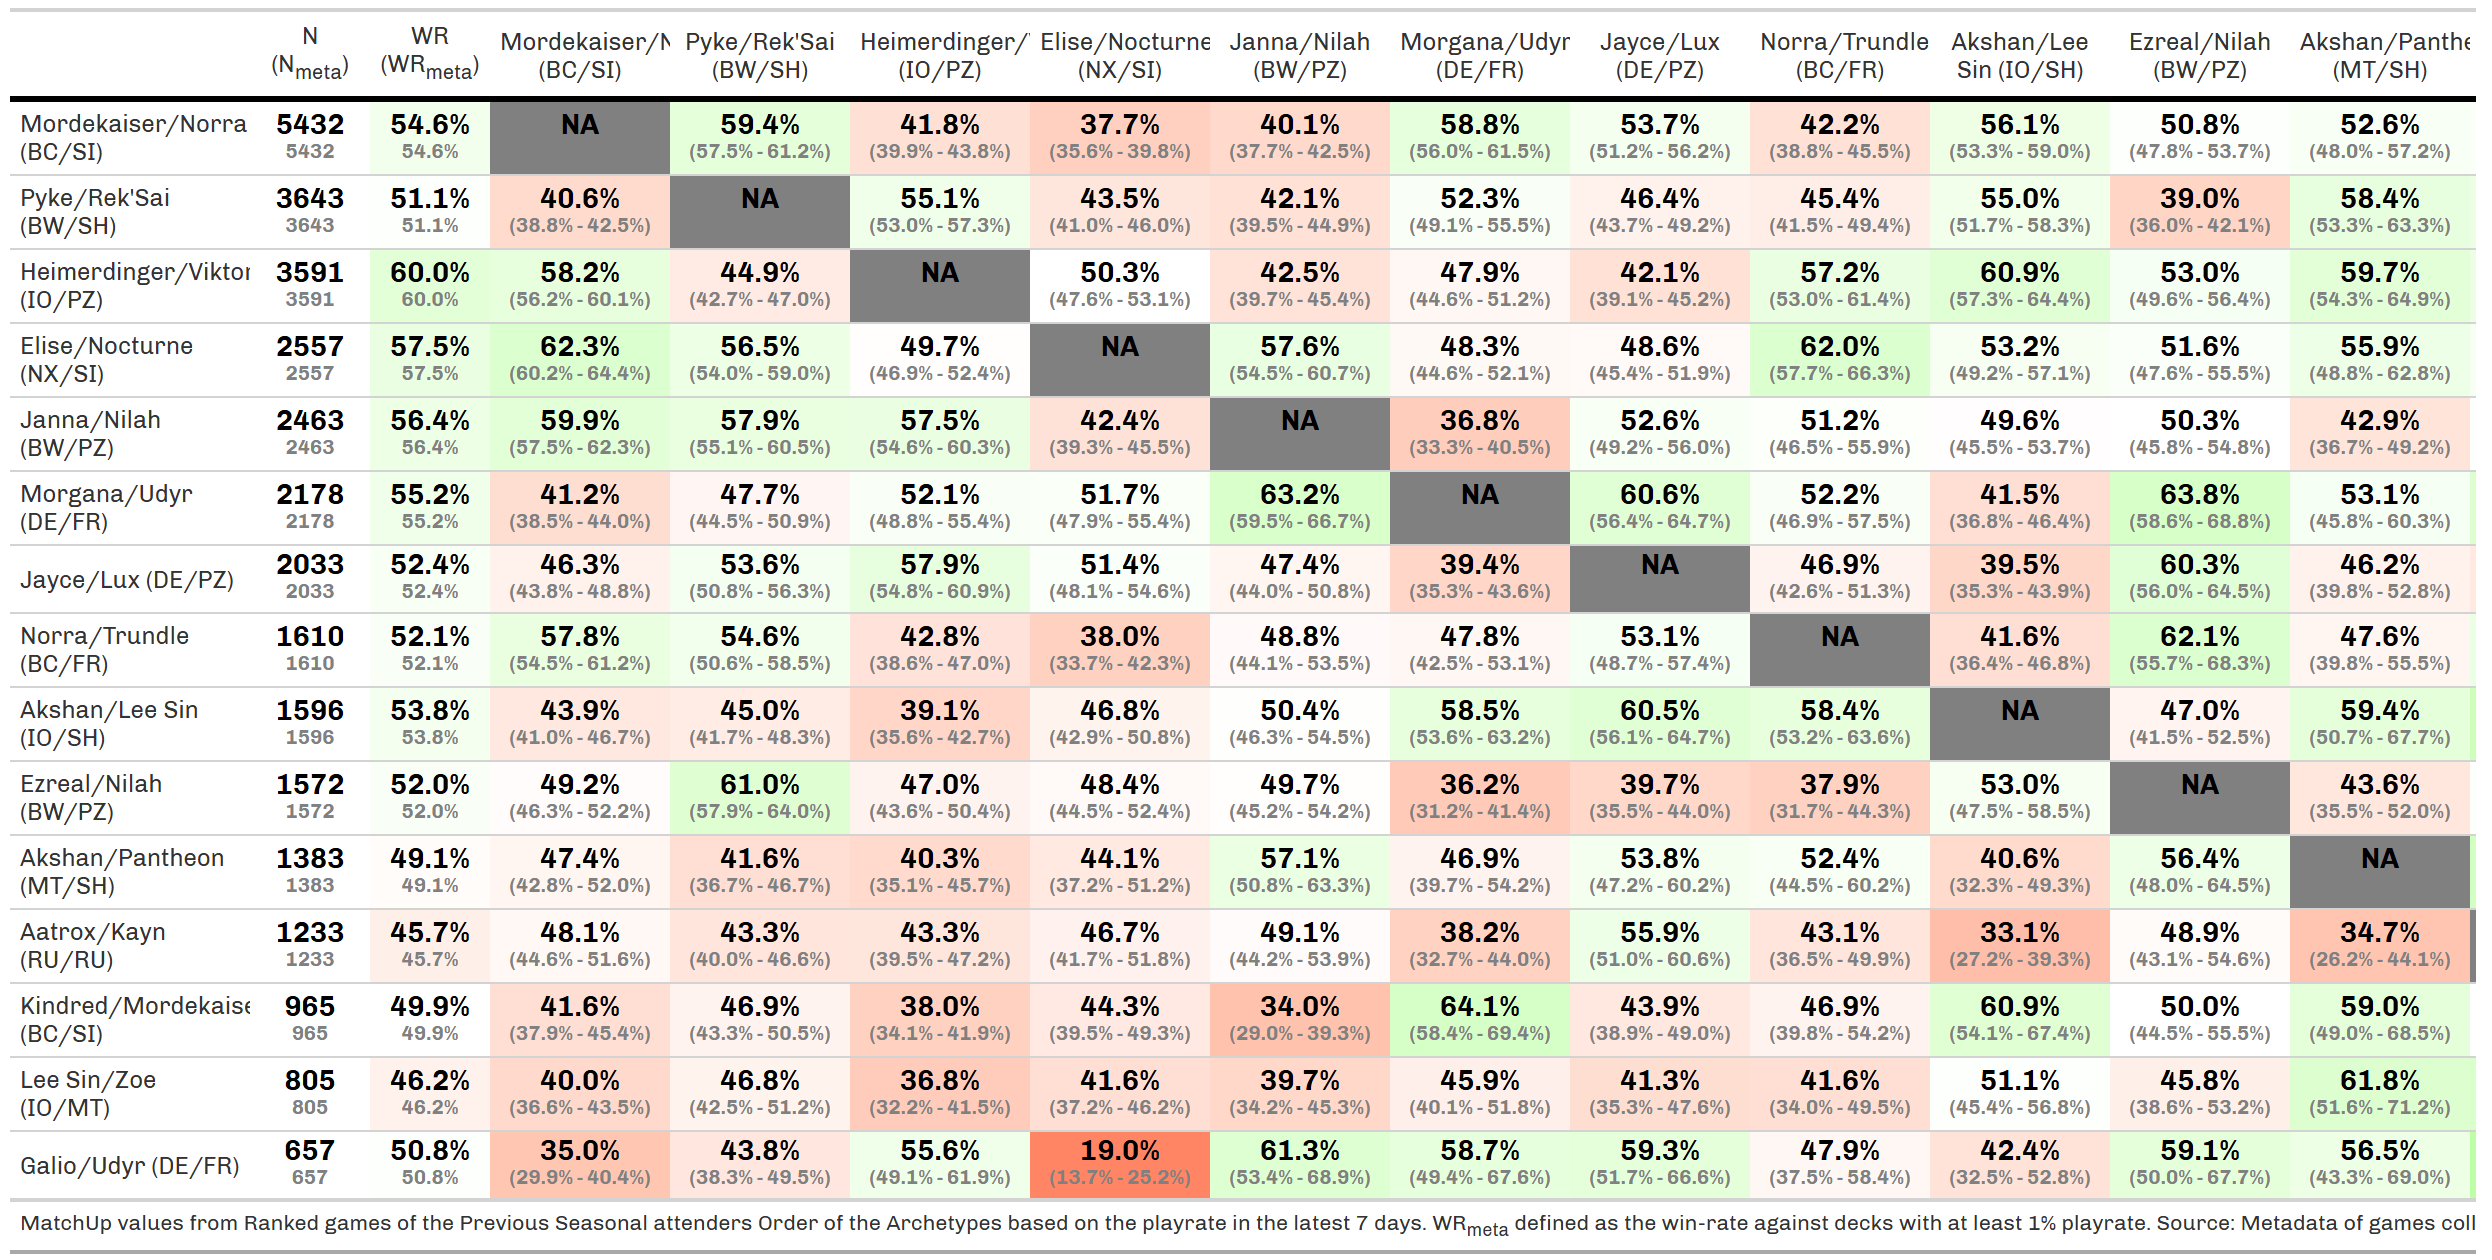 N WR Mordekaiser/N Pyke/Rek'Sai Heimerdinger/ Elise/Nocturne Janna/Nilah Morgana/Udyr Jayce/Lux Norra/Trundle Akshan/Lee Ezreal/Nilah Akshan/Panthe
(Nmeta) (WRmeta) (BC/SI) (BW/SH) (IO/PZ) (NX/SI) (BW/PZ) (DE/FR) (DE/PZ) (BC/FR) Sin (IO/SH) (BW/PZ) (MT/SH)
Mordekaiser/Norra 5432 54.6% NA 59.4% 41.8% 37.7% 40.1% 58.8% 53.7% 42.2% 56.1% 50.8% 52.6%
(BC/SI) 5432 54.6% (57.5% - 61.2%) (39.9% - 43.8%) (35.6% - 39.8%) (37.7% - 42.5%) (56.0% - 61.5%) (51.2% - 56.2%) (38.8% - 45.5%) (53.3% - 59.0%) (47.8% - 53.7%) (48.0% - 57.2%)
Pyke/Rek'Sai 3643 51.1% 40.6% NA 55.1% 43.5% 42.1% 52.3% 46.4% 45.4% 55.0% 39.0% 58.4%
(BW/SH) 3643 51.1% (38.8% - 42.5%) (53.0% - 57.3%) (41.0% - 46.0%) (39.5% - 44.9%) (49.1% - 55.5%) (43.7% - 49.2%) (41.5% - 49.4%) (51.7% - 58.3%) (36.0% - 42.1%) (53.3% - 63.3%)
Heimerdinger/Viktor 3591 60.0% 58.2% 44.9% NA 50.3% 42.5% 47.9% 42.1% 57.2% 60.9% 53.0% 59.7%
(IO/PZ) 3591 60.0% (56.2% - 60.1%) (42.7% - 47.0%) (47.6% - 53.1%) (39.7% - 45.4%) (44.6% - 51.2%) (39.1% - 45.2%) (53.0% - 61.4%) (57.3% - 64.4%) (49.6% - 56.4%) (54.3% - 64.9%)
Elise/Nocturne 2557 57.5% 62.3% 56.5% 49.7% NA 57.6% 48.3% 48.6% 62.0% 53.2% 51.6% 55.9%
(NX/SI) 2557 57.5% (60.2% - 64.4%) (54.0% - 59.0%) (46.9% - 52.4%) (54.5% - 60.7%) (44.6% - 52.1%) (45.4% - 51.9%) (57.7% - 66.3%) (49.2% - 57.1%) (47.6% - 55.5%) (48.8% - 62.8%)
Janna/Nilah 2463 56.4% 59.9% 57.9% 57.5% 42.4% NA 36.8% 52.6% 51.2% 49.6% 50.3% 42.9%
(BW/PZ) 2463 56.4% (57.5% - 62.3%) (55.1% - 60.5%) (54.6% - 60.3%) (39.3% - 45.5%) (33.3% - 40.5%) (49.2% - 56.0%) (46.5% - 55.9%) (45.5% - 53.7%) (45.8% - 54.8%) (36.7% - 49.2%)
Morgana/Udyr 2178 55.2% 41.2% 47.7% 52.1% 51.7% 63.2% NA 60.6% 52.2% 41.5% 63.8% 53.1%
(DE/FR) 2178 55.2% (38.5% - 44.0%) (44.5% - 50.9%) (48.8% - 55.4%) (47.9% - 55.4%) (59.5% - 66.7%) (56.4% - 64.7%) (46.9% - 57.5%) (36.8% - 46.4%) (58.6% - 68.8%) (45.8% - 60.3%)
Jayce/Lux (DE/PZ) 2033 52.4% 46.3% 53.6% 57.9% 51.4% 47.4% 39.4% NA 46.9% 39.5% 60.3% 46.2%
2033 52.4% (43.8% - 48.8%) (50.8% - 56.3%) (54.8% - 60.9%) (48.1% - 54.6%) (44.0% - 50.8%) (35.3% - 43.6%) (42.6% - 51.3%) (35.3% - 43.9%) (56.0% - 64.5%) (39.8% - 52.8%)
Norra/Trundle 1610 52.1% 57.8% 54.6% 42.8% 38.0% 48.8% 47.8% 53.1% NA 41.6% 62.1% 47.6%
(BC/FR) 1610 52.1% (54.5% - 61.2%) (50.6% - 58.5%) (38.6% - 47.0%) (33.7% - 42.3%) (44.1% - 53.5%) (42.5% - 53.1%) (48.7% - 57.4%) (36.4% - 46.8%) (55.7% - 68.3%) (39.8% - 55.5%)
Akshan/Lee Sin 1596 53.8% 43.9% 45.0% 39.1% 46.8% 50.4% 58.5% 60.5% 58.4% NA 47.0% 59.4%
(IO/SH) 1596 53.8% (41.0% - 46.7%) (41.7% - 48.3%) (35.6% - 42.7%) (42.9% - 50.8%) (46.3% - 54.5%) (53.6% - 63.2%) (56.1% - 64.7%) (53.2% - 63.6%) (41.5% - 52.5%) (50.7% - 67.7%)
Ezreal/Nilah 1572 52.0% 49.2% 61.0% 47.0% 48.4% 49.7% 36.2% 39.7% 37.9% 53.0% NA 43.6%
(BW/PZ) 1572 52.0% (46.3% - 52.2%) (57.9% - 64.0%) (43.6% - 50.4%) (44.5% - 52.4%) (45.2% - 54.2%) (31.2% - 41.4%) (35.5% - 44.0%) (31.7% - 44.3%) (47.5% - 58.5%) (35.5% - 52.0%)
Akshan/Pantheon 1383 49.1% 47.4% 41.6% 40.3% 44.1% 57.1% 46.9% 53.8% 52.4% 40.6% 56.4% NA
(MT/SH) 1383 49.1% (42.8% - 52.0%) (36.7% - 46.7%) (35.1% - 45.7%) (37.2% - 51.2%) (50.8% - 63.3%) (39.7% - 54.2%) (47.2% - 60.2%) (44.5% - 60.2%) (32.3% - 49.3%) (48.0% - 64.5%)
Aatrox/Kayn 1233 45.7% 48.1% 43.3% 43.3% 46.7% 49.1% 38.2% 55.9% 43.1% 33.1% 48.9% 34.7%
(RU/RU) 1233 45.7% (44.6% - 51.6%) (40.0% - 46.6%) (39.5% - 47.2%) (41.7% - 51.8%) (44.2% - 53.9%) (32.7% - 44.0%) (51.0% - 60.6%) (36.5% - 49.9%) (27.2% - 39.3%) (43.1% - 54.6%) (26.2% - 44.1%)
Kindred/Mordekaise 965 49.9% 41.6% 46.9% 38.0% 44.3% 34.0% 64.1% 43.9% 46.9% 60.9% 50.0% 59.0%
(BC/SI) 965 49.9% (37.9% - 45.4%) (43.3% - 50.5%) (34.1% - 41.9%) (39.5% - 49.3%) (29.0% - 39.3%) (58.4% - 69.4%) (38.9% - 49.0%) (39.8% - 54.2%) (54.1% - 67.4%) (44.5% - 55.5%) (49.0% - 68.5%)
Lee Sin/Zoe 805 46.2% 40.0% 46.8% 36.8% 41.6% 39.7% 45.9% 41.3% 41.6% 51.1% 45.8% 61.8%
(IO/MT) 805 46.2% (36.6% - 43.5%) (42.5% - 51.2%) (32.2% - 41.5%) (37.2% - 46.2%) (34.2% - 45.3%) (40.1% - 51.8%) (35.3% - 47.6%) (34.0% - 49.5%) (45.4% - 56.8%) (38.6% - 53.2%) (51.6% - 71.2%)
Galio/Udyr (DE/FR) 657 50.8% 35.0% 43.8% 55.6% 19.0% 61.3% 58.7% 59.3% 47.9% 42.4% 59.1% 56.5%
657 50.8% (29.9% - 40.4%) (38.3% - 49.5%) (49.1% - 61.9%) (13.7% - 25.2%) (53.4% - 68.9%) (49.4% - 67.6%) (51.7% - 66.6%) (37.5% - 58.4%) (32.5% - 52.8%) (50.0% - 67.7%) (43.3% - 69.0%)
MatchUp values from Ranked games of the Previous Seasonal attenders Order of the Archetypes based on the playrate in the latest 7 days. WRmeta defined as the win-rate against decks with at least 1% playrate. Source: Metadata of games coll